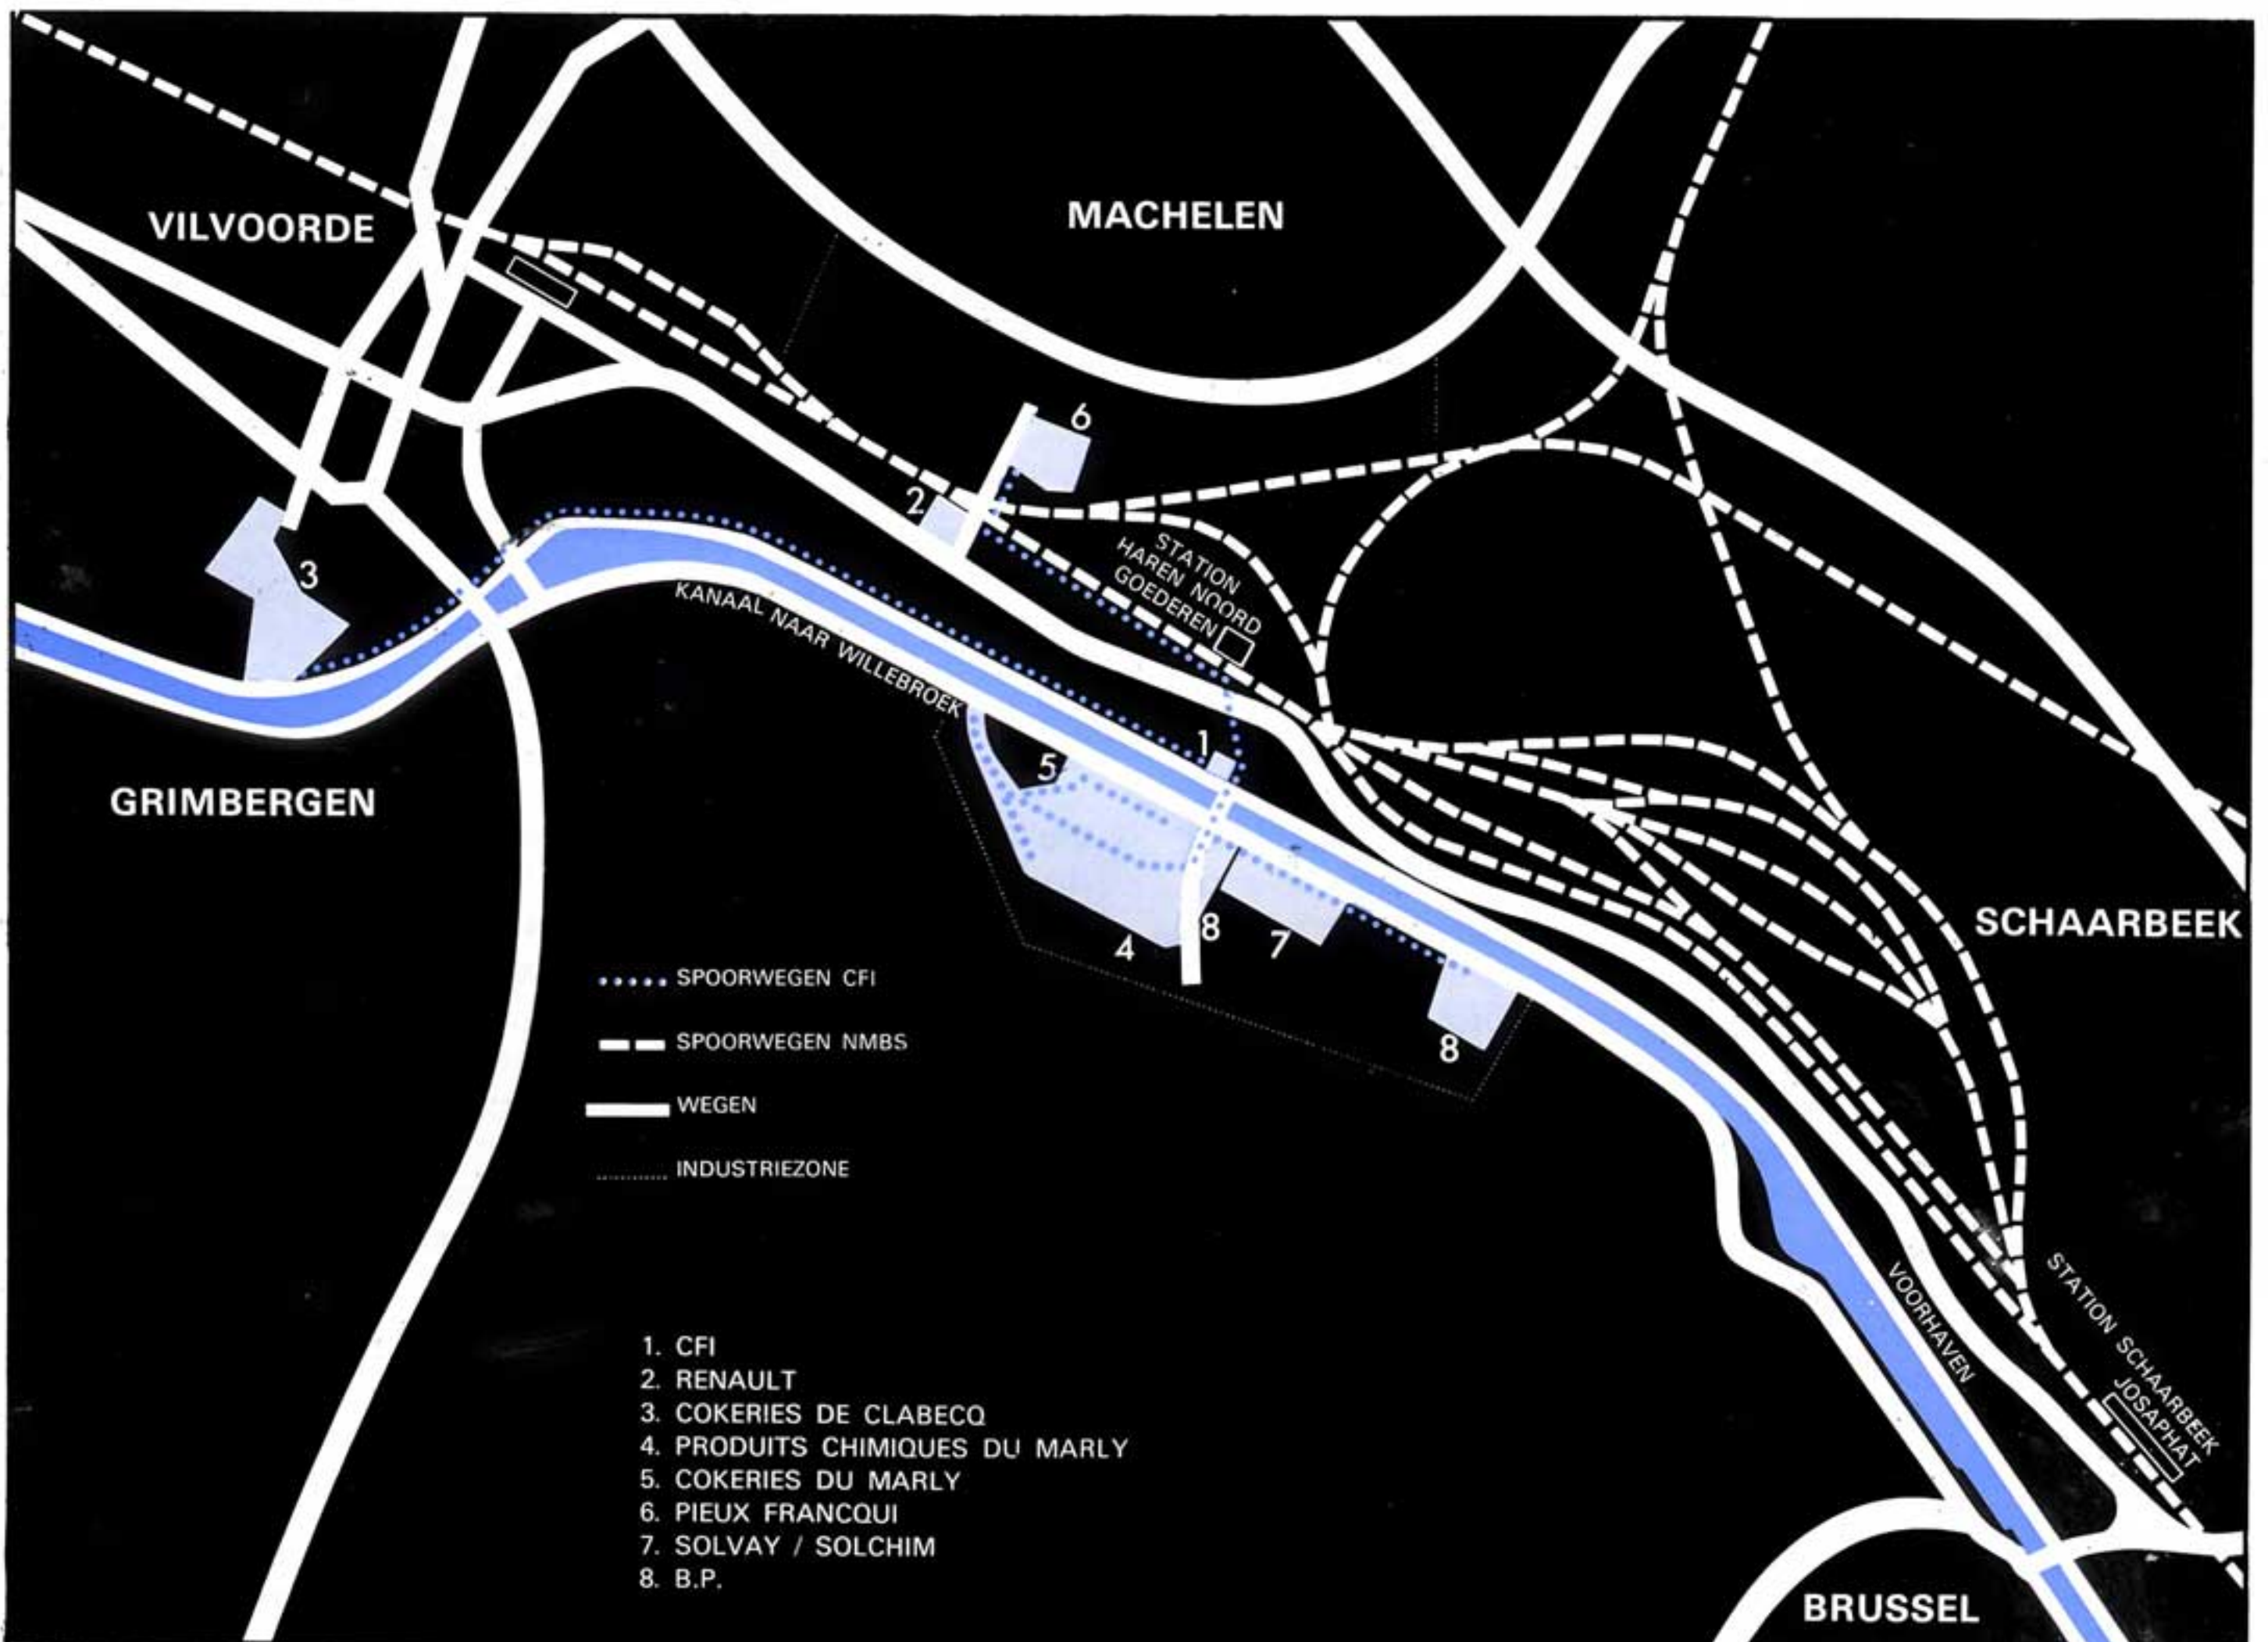 VILVOORDE
MACHELEN
6
2
STATION
HAREN NOORD
GOEDEREN
3
KANAAL NAAR WILLEBROEK
1
5
GRIMBERGEN
SCHAARBEEK
8
7
4
8
SPOORWEGEN CFI
SPOORWEGEN NMBS
WEGEN
INDUSTRIEZONE
VOORHAVEN
STATION SCHAARBEEK
JOSAPHAT
1. CFI
2. RENAULT
3. COKERIES DE CLABECQ
4. PRODUITS CHIMIQUES DU MARLY
5. COKERIES DU MARLY
6. PIEUX FRANCQUI
7. SOLVAY / SOLCHIM
8. B.P.
BRUSSEL